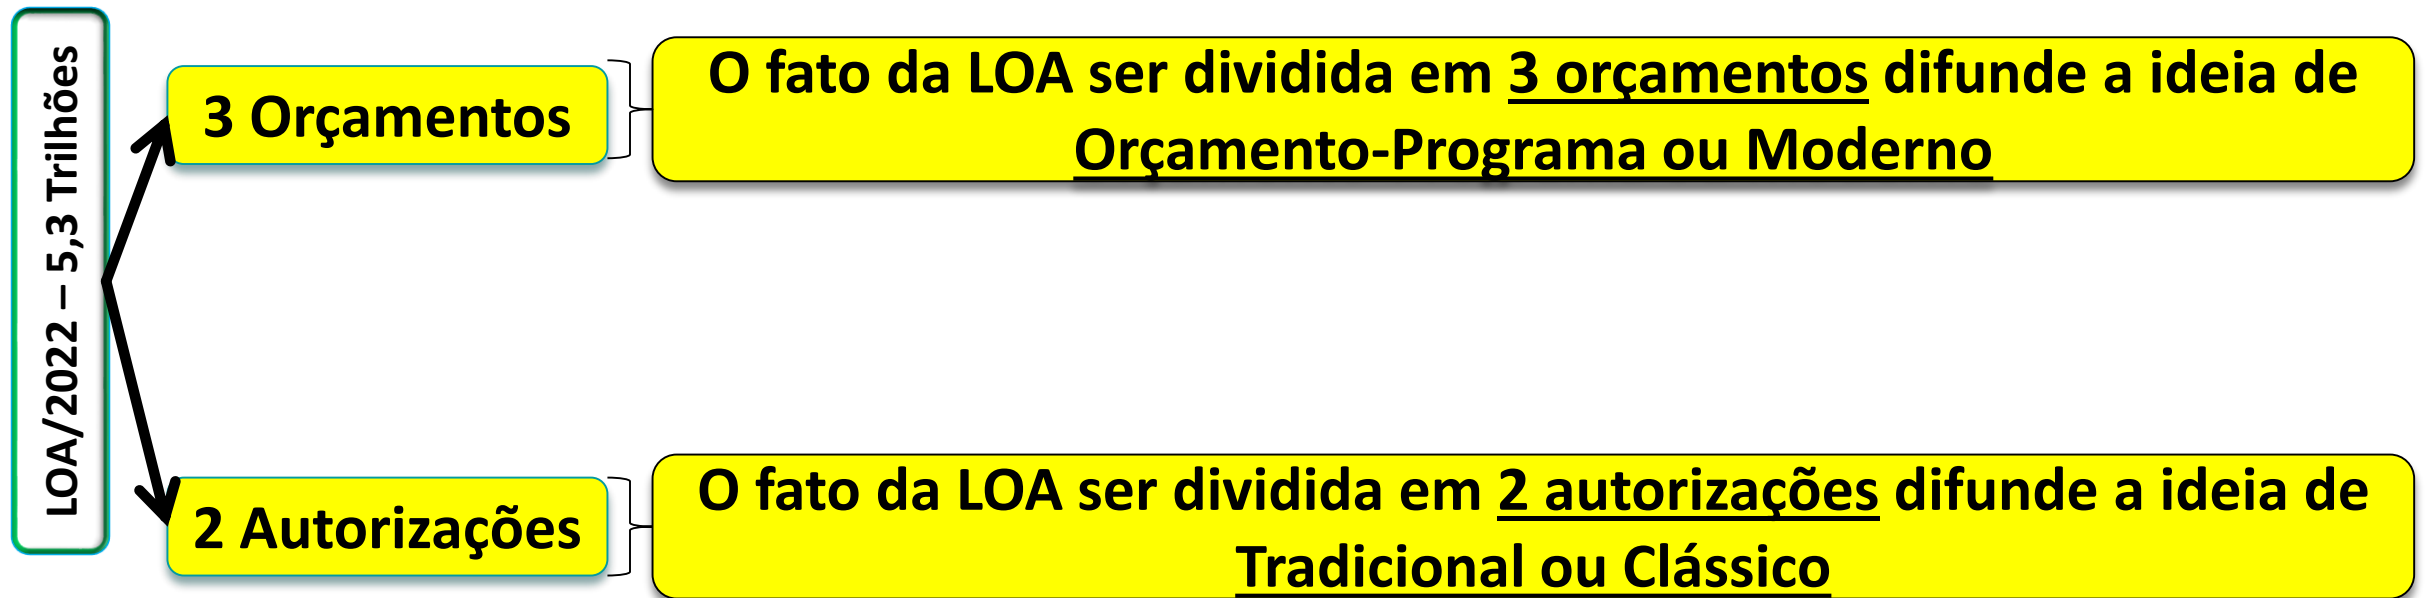 LOA/2022 – 5,3 Trilhões
3 Orçamentos
O fato da LOA ser dividida em 3 orçamentos difunde a ideia de
Orçamento-Programa ou Moderno
2 Autorizações
O fato da LOA ser dividida em 2 autorizações difunde a ideia de
Tradicional ou Clássico